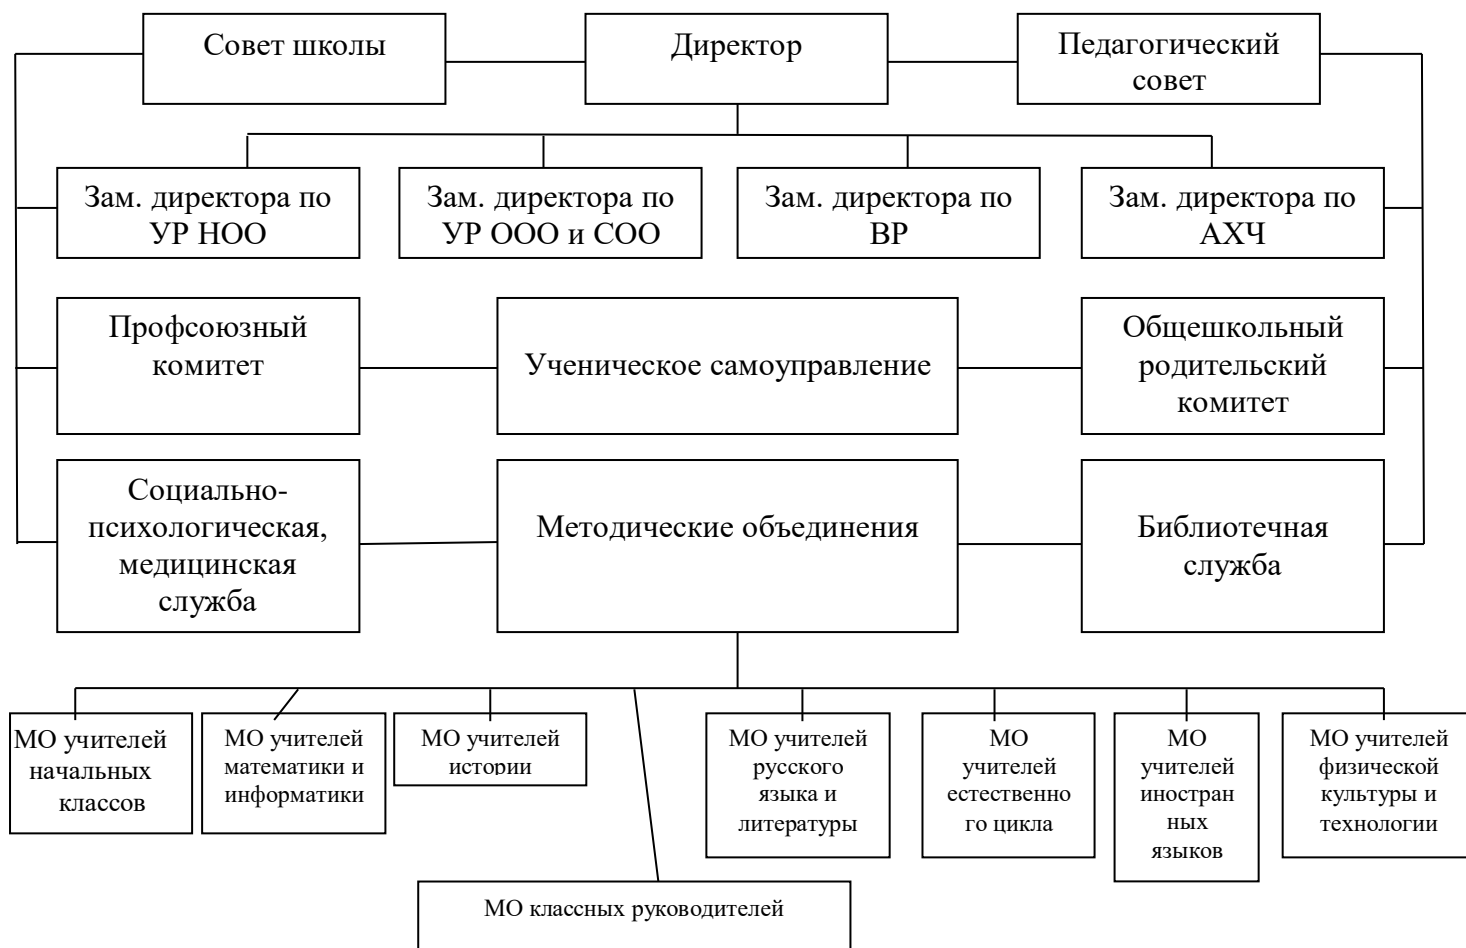 Совет школы
Директор
Педагогический
совет
Зам. директора по
УР НОО
Зам. директора по
УР ООО и СОО
Зам. директора по
ВР
Зам. директора по
АХЧ
Профсоюзный
комитет
Ученическое самоуправление
Общешкольный
родительский
комитет
Социально-
психологическая,
медицинская
служба
Методические объединения
Библиотечная
служба
МО учителей
начальных
классов
МО учителей
математики и
информатики
МО учителей
истории
МО учителей
русского
языка и
литературы
МО
учителей
естественно
го цикла
МО
учителей
иностран
ных
языков
МО учителей
физической
культуры и
технологии
МО классных руководителей